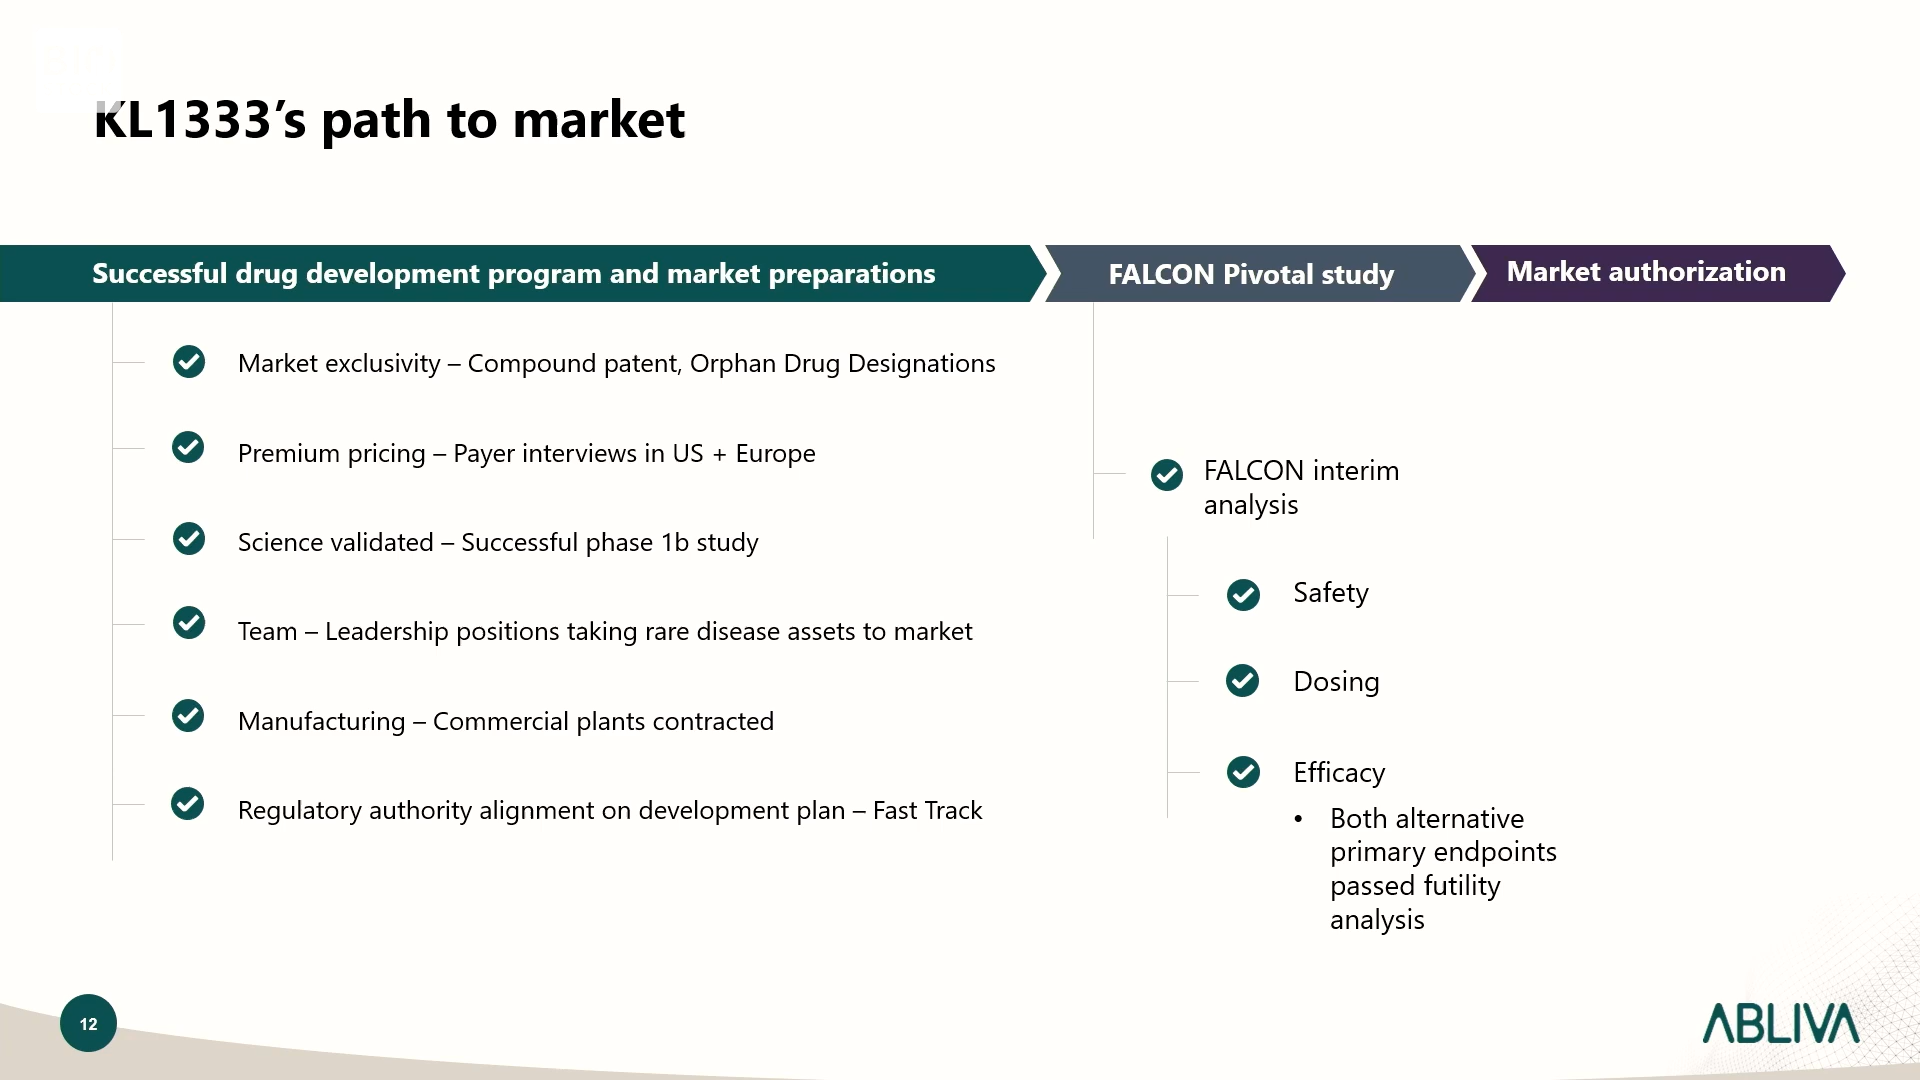 KL1333’s path to market
Successful drug development program and market preparations
FALCON Pivotal study
Market authorization
Market exclusivity – Compound patent, Orphan Drug Designations
Premium pricing – Payer interviews in US + Europe
Science validated – Successful phase 1b study
Team – Leadership positions taking rare disease assets to market
Manufacturing – Commercial plants contracted
Regulatory authority alignment on development plan – Fast Track
FALCON interim
analysis
Safety
Dosing
Efficacy
• Both alternative
primary endpoints
passed futility
analysis
12
ABLIVA